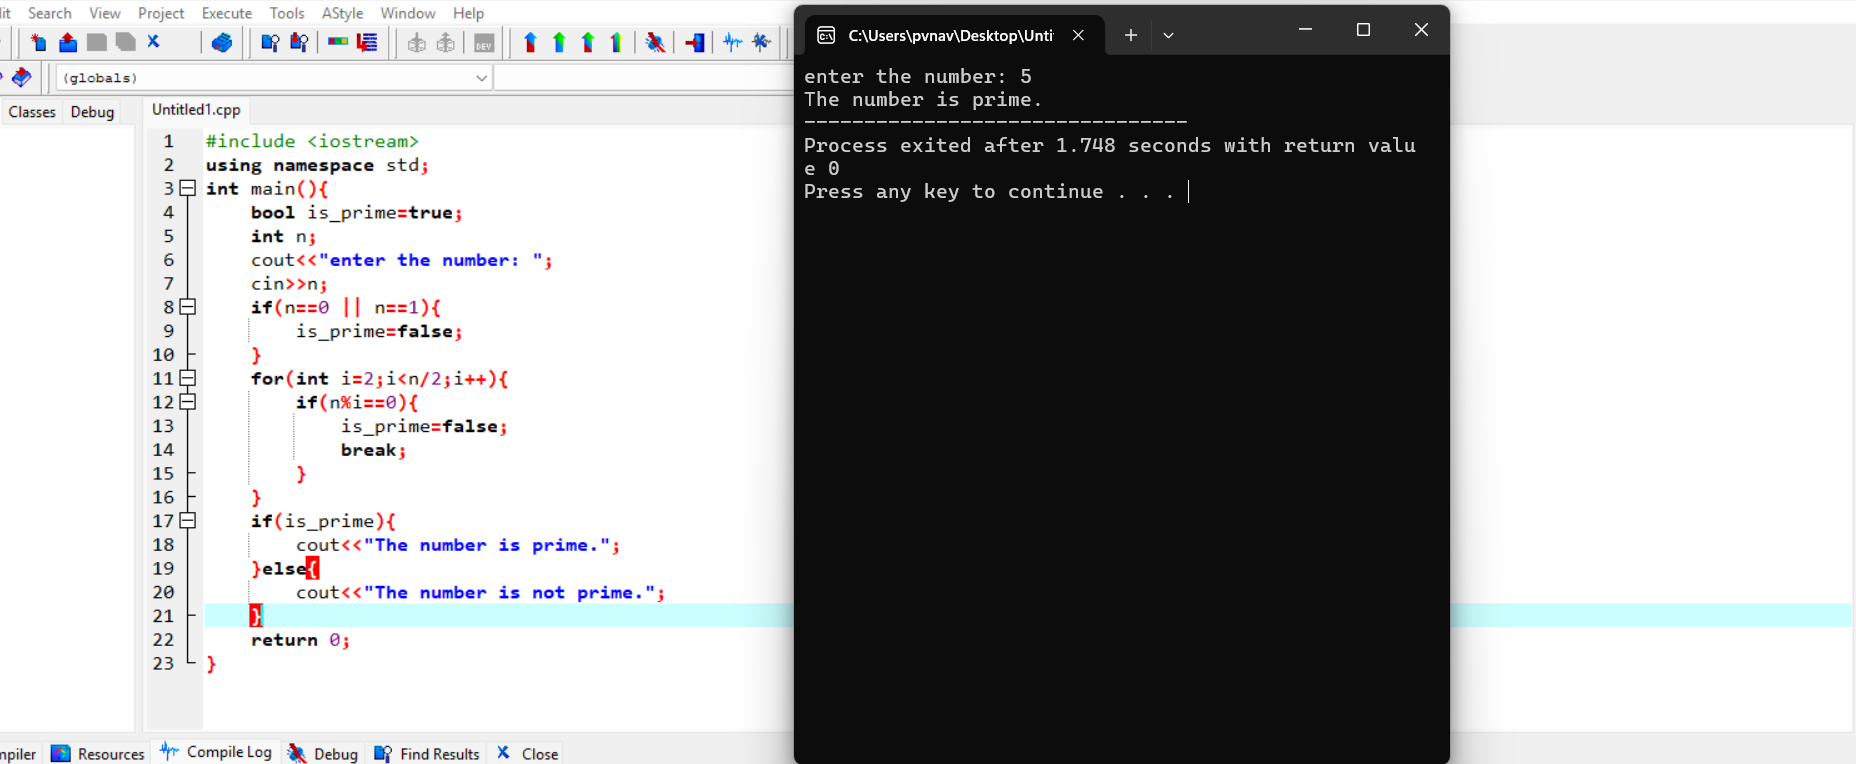 it Search View Project Execute Tools AStyle Window Help
DEV
(globals)
Classes Debug Untitled1.cpp
1 #include <iostream>
2 using namespace std;
3 int main(){
4 bool is_prime=true;
5 int n;
6 cout<<"enter the number: ";
7 cin>>n;
8 if(n==0 || n==1){
9 is_prime=false;
10 }
11 for(int i=2;i<n/2;i++){
12 if(n%i==0){
13 is_prime=false;
14 break;
15 }
16 }
17 if(is_prime){
18 cout<<"The number is prime.";
19 }else{
20 cout<<"The number is not prime.";
21 }
22 return 0;
23 }
mpiler Resources Compile Log Debug Find Results Close
C:\Users\pvnav\Desktop\Unti
enter the number: 5
The number is prime.
--------------------------------
Process exited after 1.748 seconds with return valu
e 0
Press any key to continue . . .